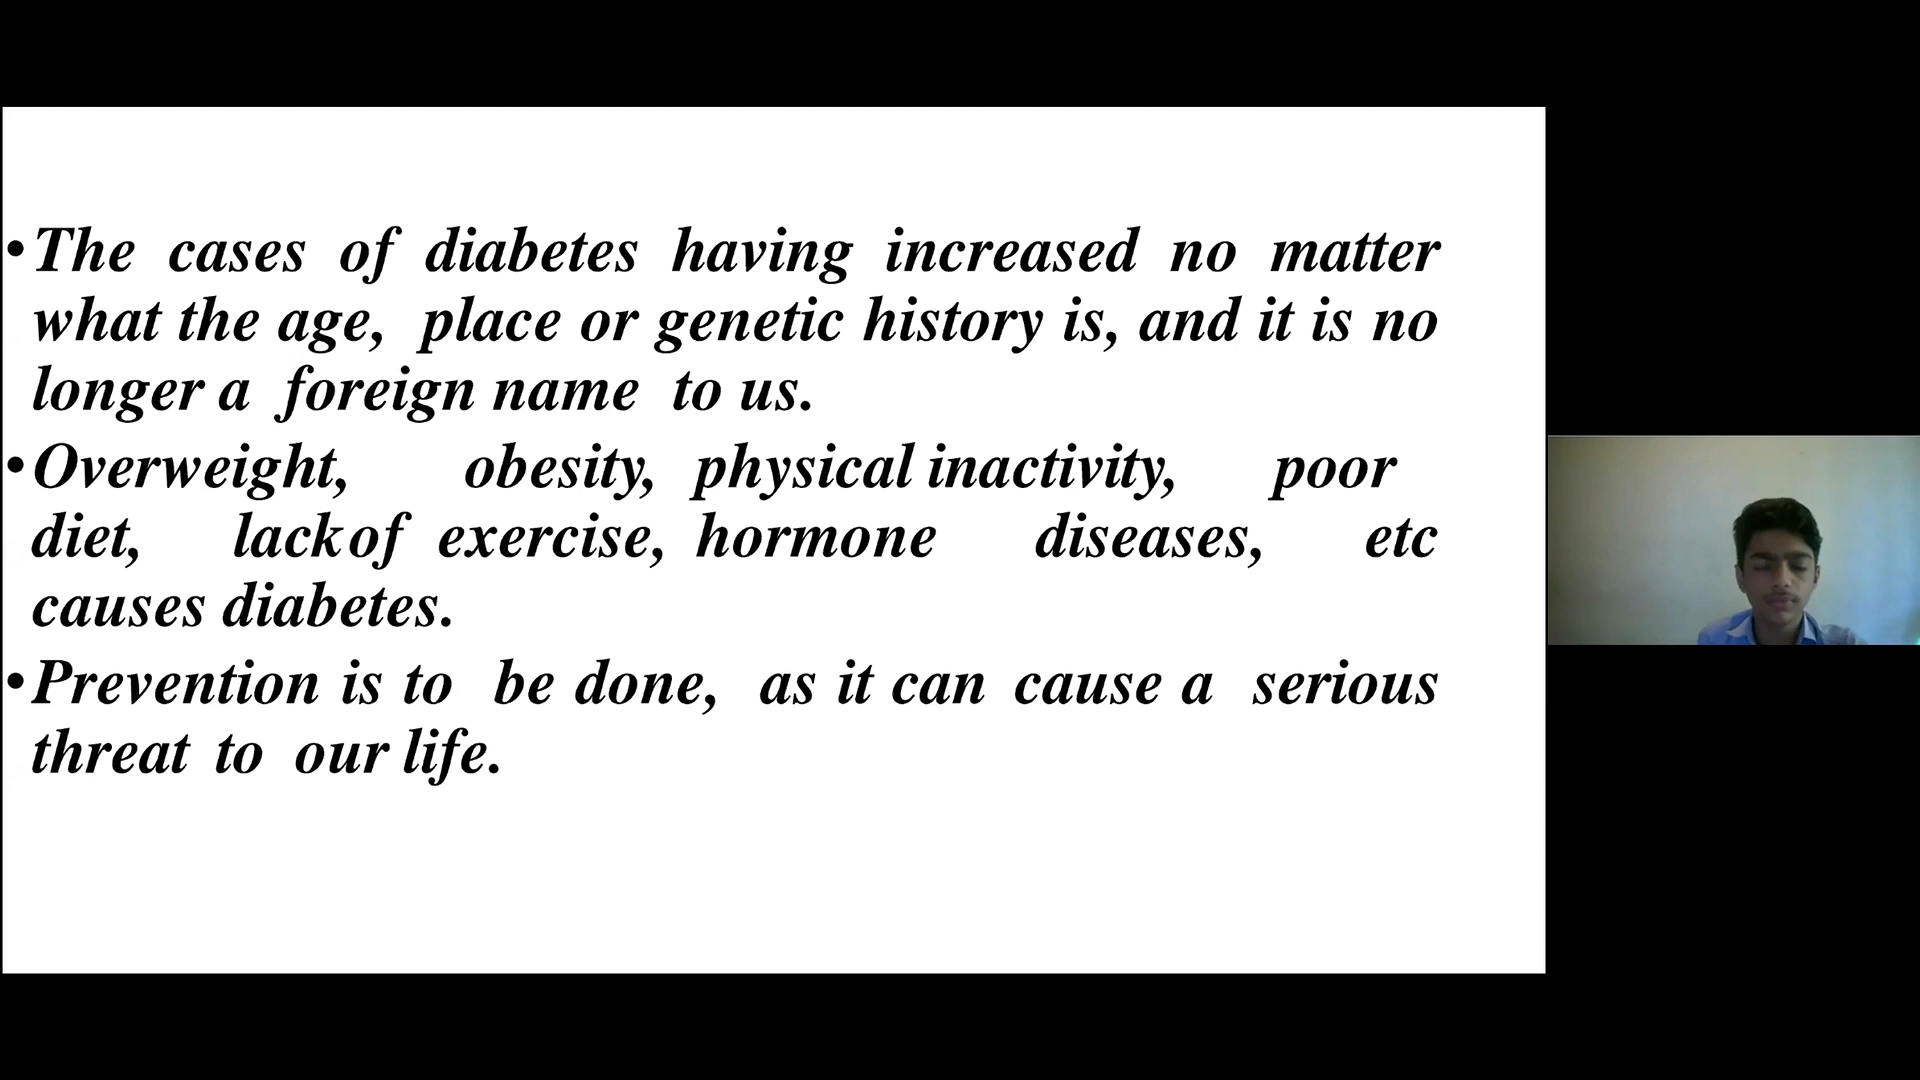 •The cases of diabetes having increased no matter
what the age, place or genetic history is, and it is no
longer a foreign name to us.
•Overweight, obesity, physical inactivity, poor
diet, lack of exercise, hormone diseases, etc
causes diabetes.
•Prevention is to be done, as it can cause a serious
threat to our life.